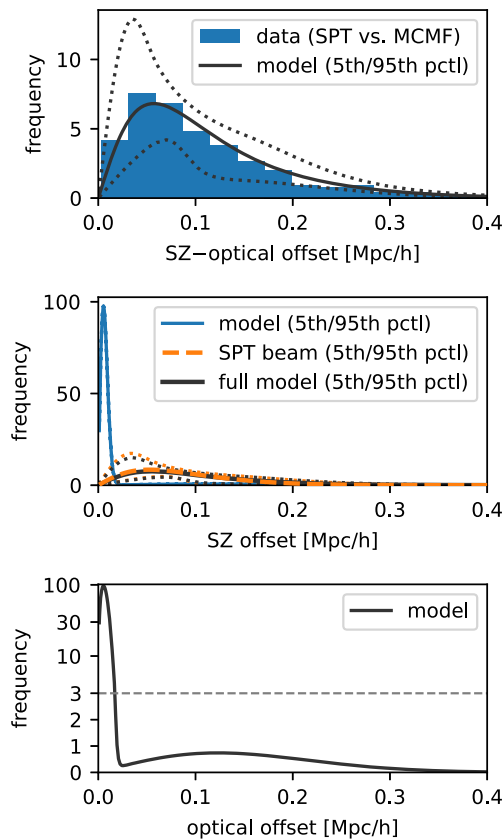 data (SPT vs. MCMF)
model (5th/95th pctl)
10
5
0
frequency
0.0 0.1 0.2 0.3 0.4
SZ−optical offset [Mpc/h]
model (5th/95th pctl)
SPT beam (5th/95th pctl)
full model (5th/95th pctl)
100
50
0
frequency
0.0 0.1 0.2 0.3 0.4
SZ offset [Mpc/h]
model
100
30
10
3
2
1
0
frequency
0.0 0.1 0.2 0.3 0.4
optical offset [Mpc/h]